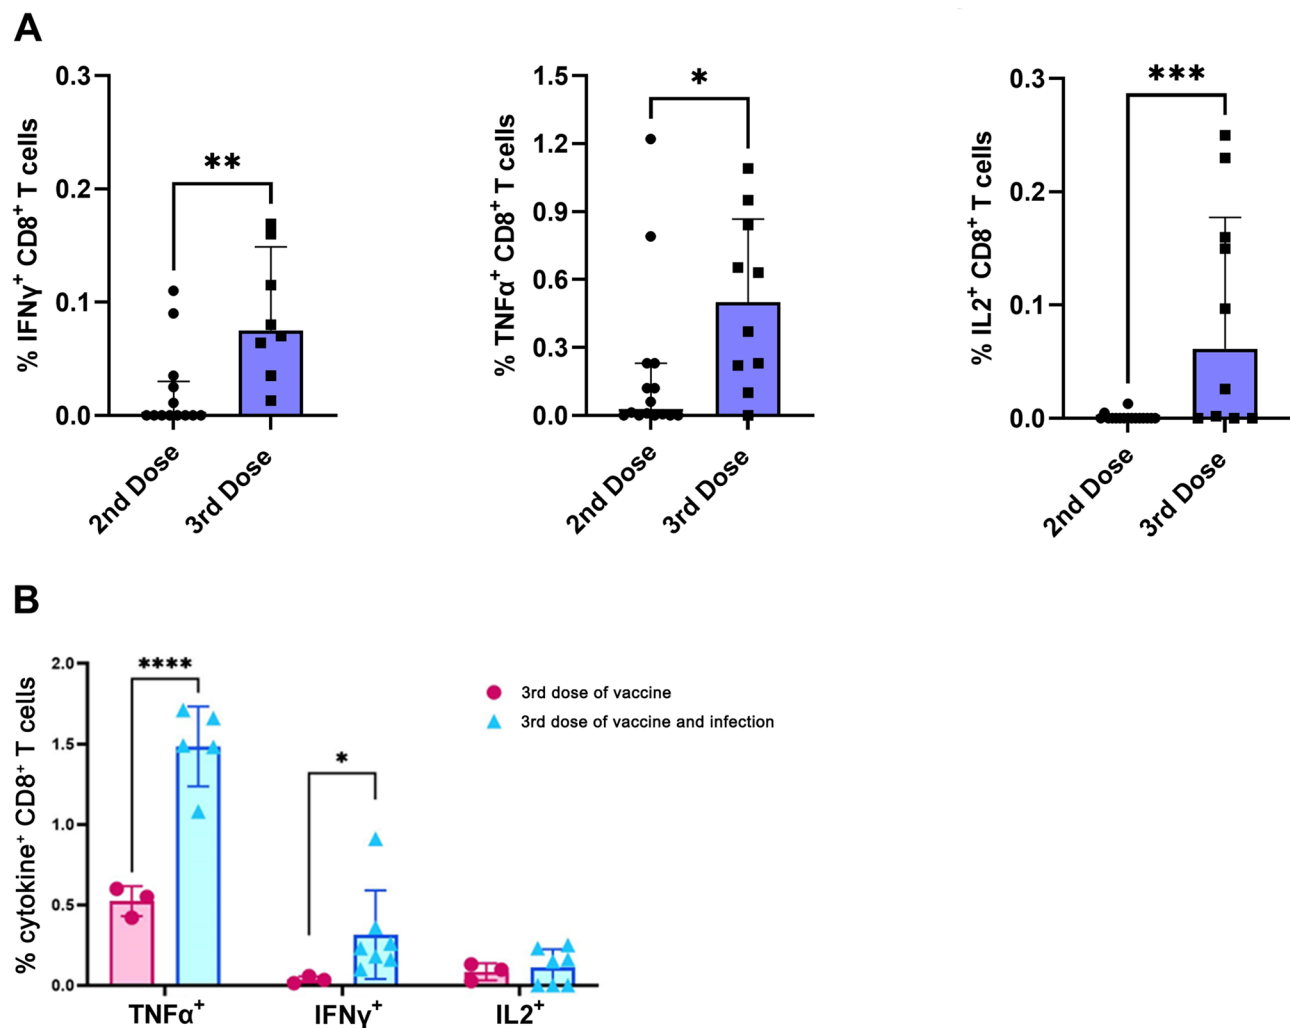 A
% IFNγ⁺ CD8⁺ T cells
0.3
0.2
0.1
0.0
**
2nd Dose
3rd Dose
% TNFα⁺ CD8⁺ T cells
1.5
1.2
0.9
0.6
0.3
0.0
*
2nd Dose
3rd Dose
% IL2⁺ CD8⁺ T cells
0.3
0.2
0.1
0.0
***
2nd Dose
3rd Dose
B
% cytokine⁺ CD8⁺ T cells
2.0
1.5
1.0
0.5
0.0
****
*
3rd dose of vaccine
3rd dose of vaccine and infection
TNFα⁺
IFNγ⁺
IL2⁺